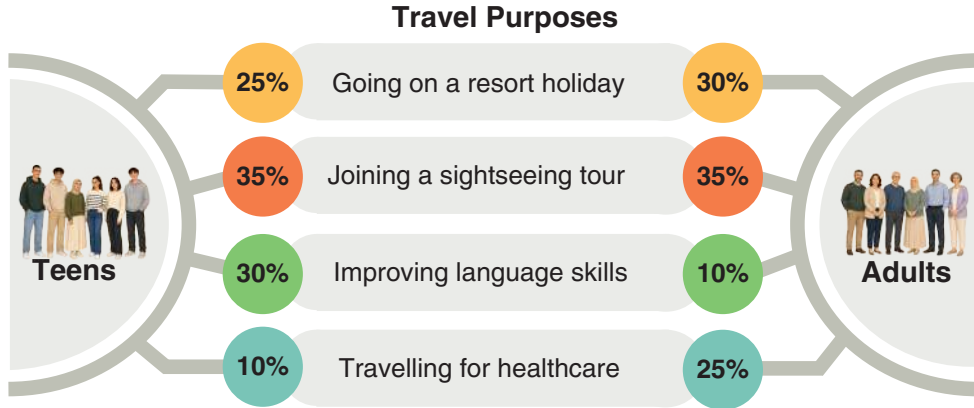 Travel Purposes
25% Going on a resort holiday 30%
35% Joining a sightseeing tour 35%
Teens
30% Improving language skills 10%
Adults
10% Travelling for healthcare 25%